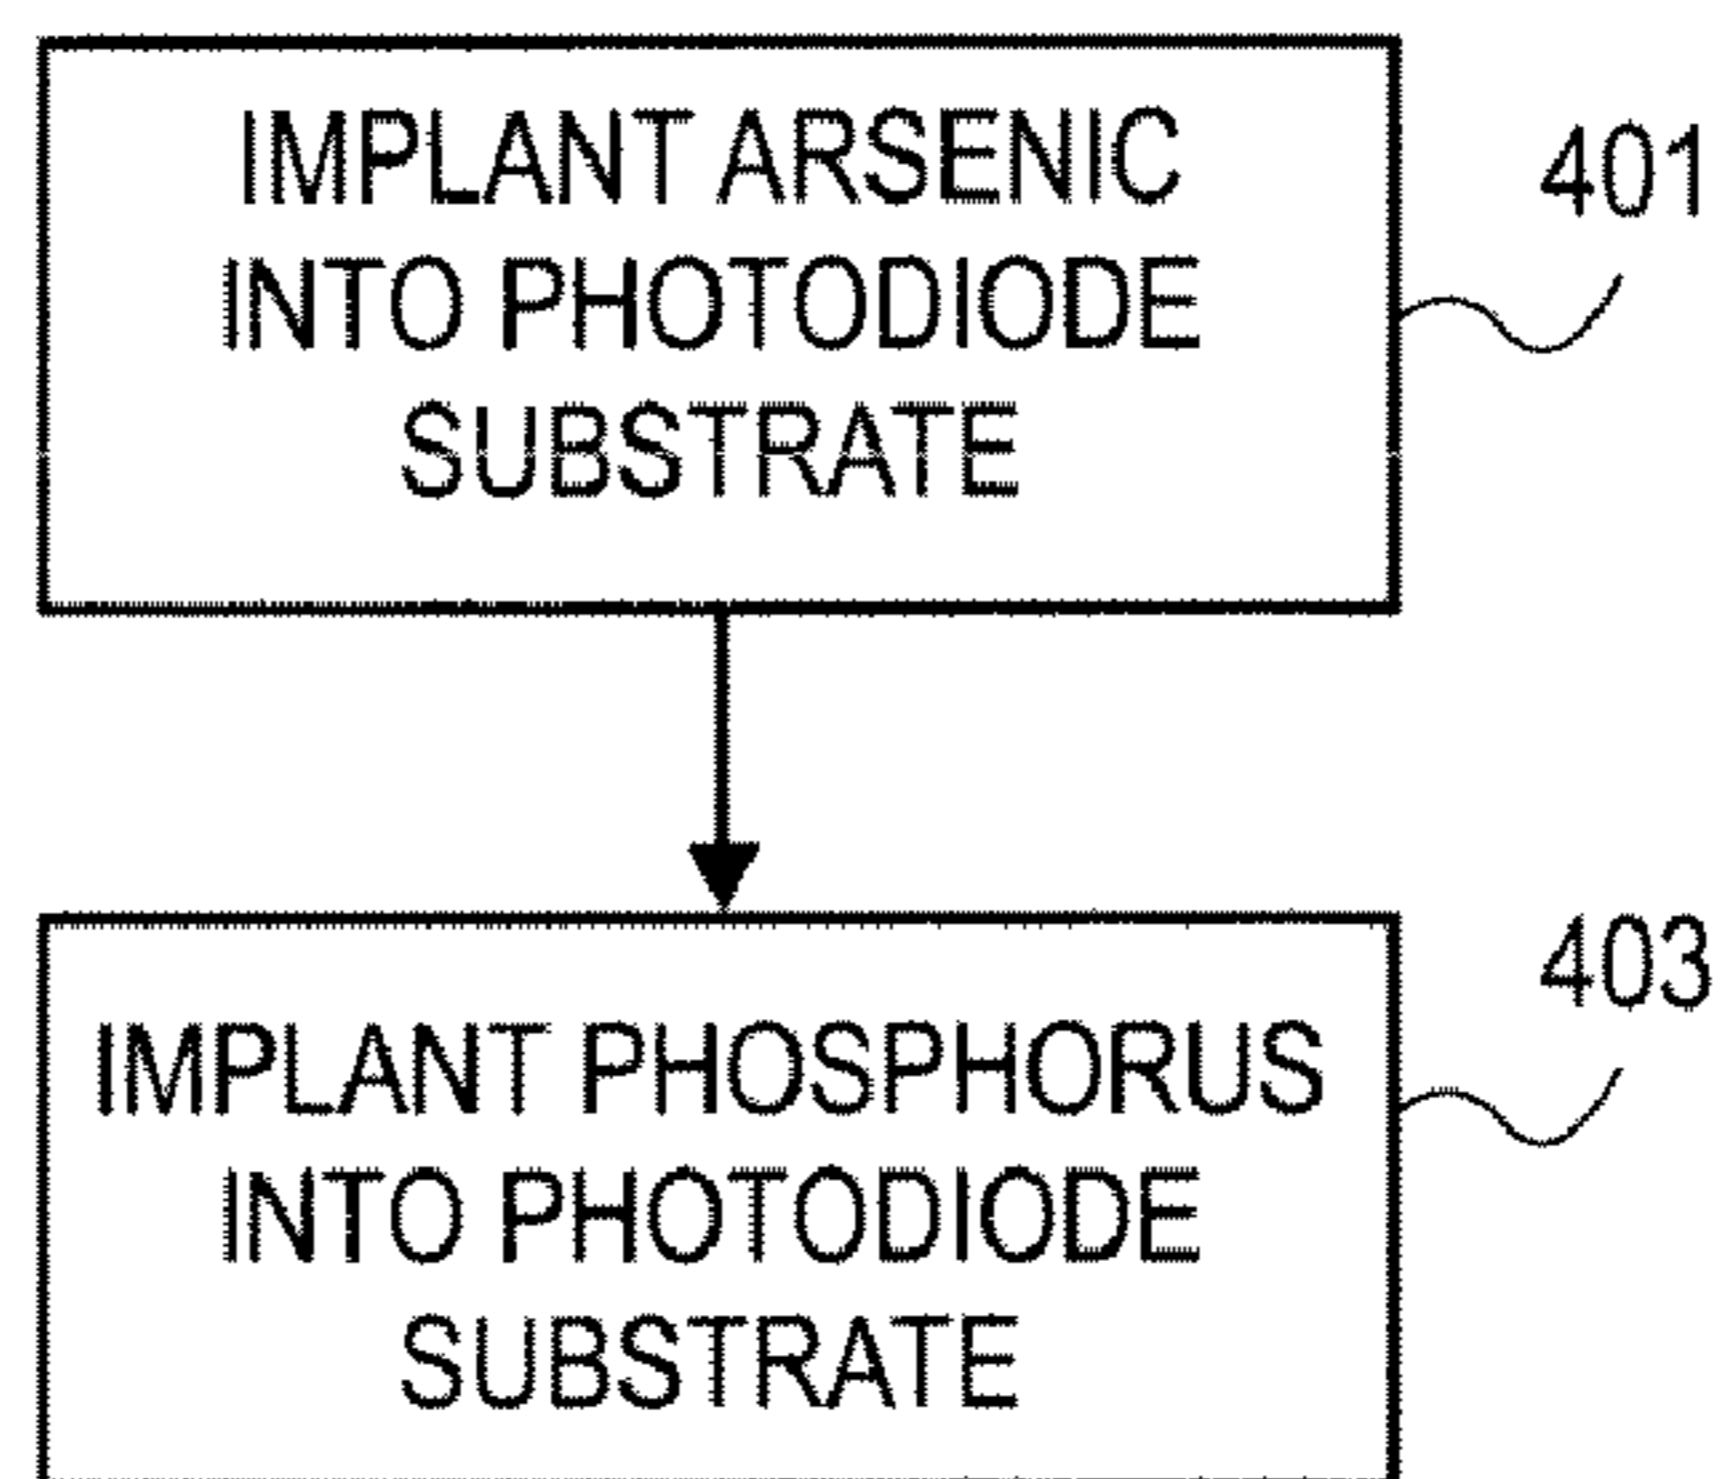 IMPLANT ARSENIC
INTO PHOTODIODE
SUBSTRATE
401
IMPLANT PHOSPHORUS
INTO PHOTODIODE
SUBSTRATE
403